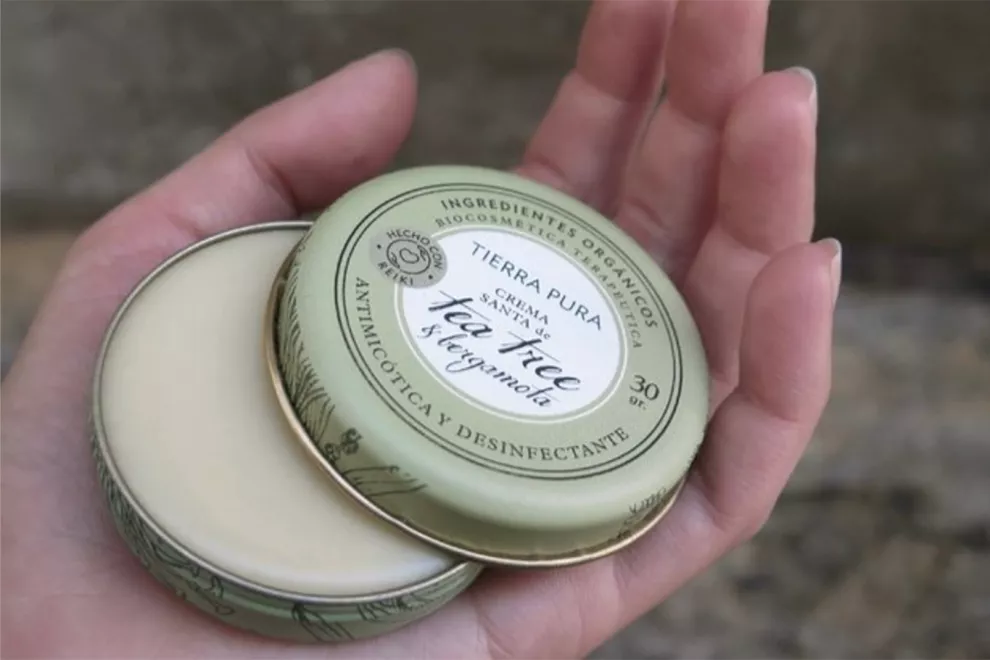 INGREDIENTES ORGÁNICOS
BIOCOSMÉTICA TERAPÉUTICA
HECHO CON
REIKI
TIERRA PURA
CREMA
SANTA de
tea tree
& bergamota
30
gr.
ANTIMICÓTICA Y DESINFECTANTE